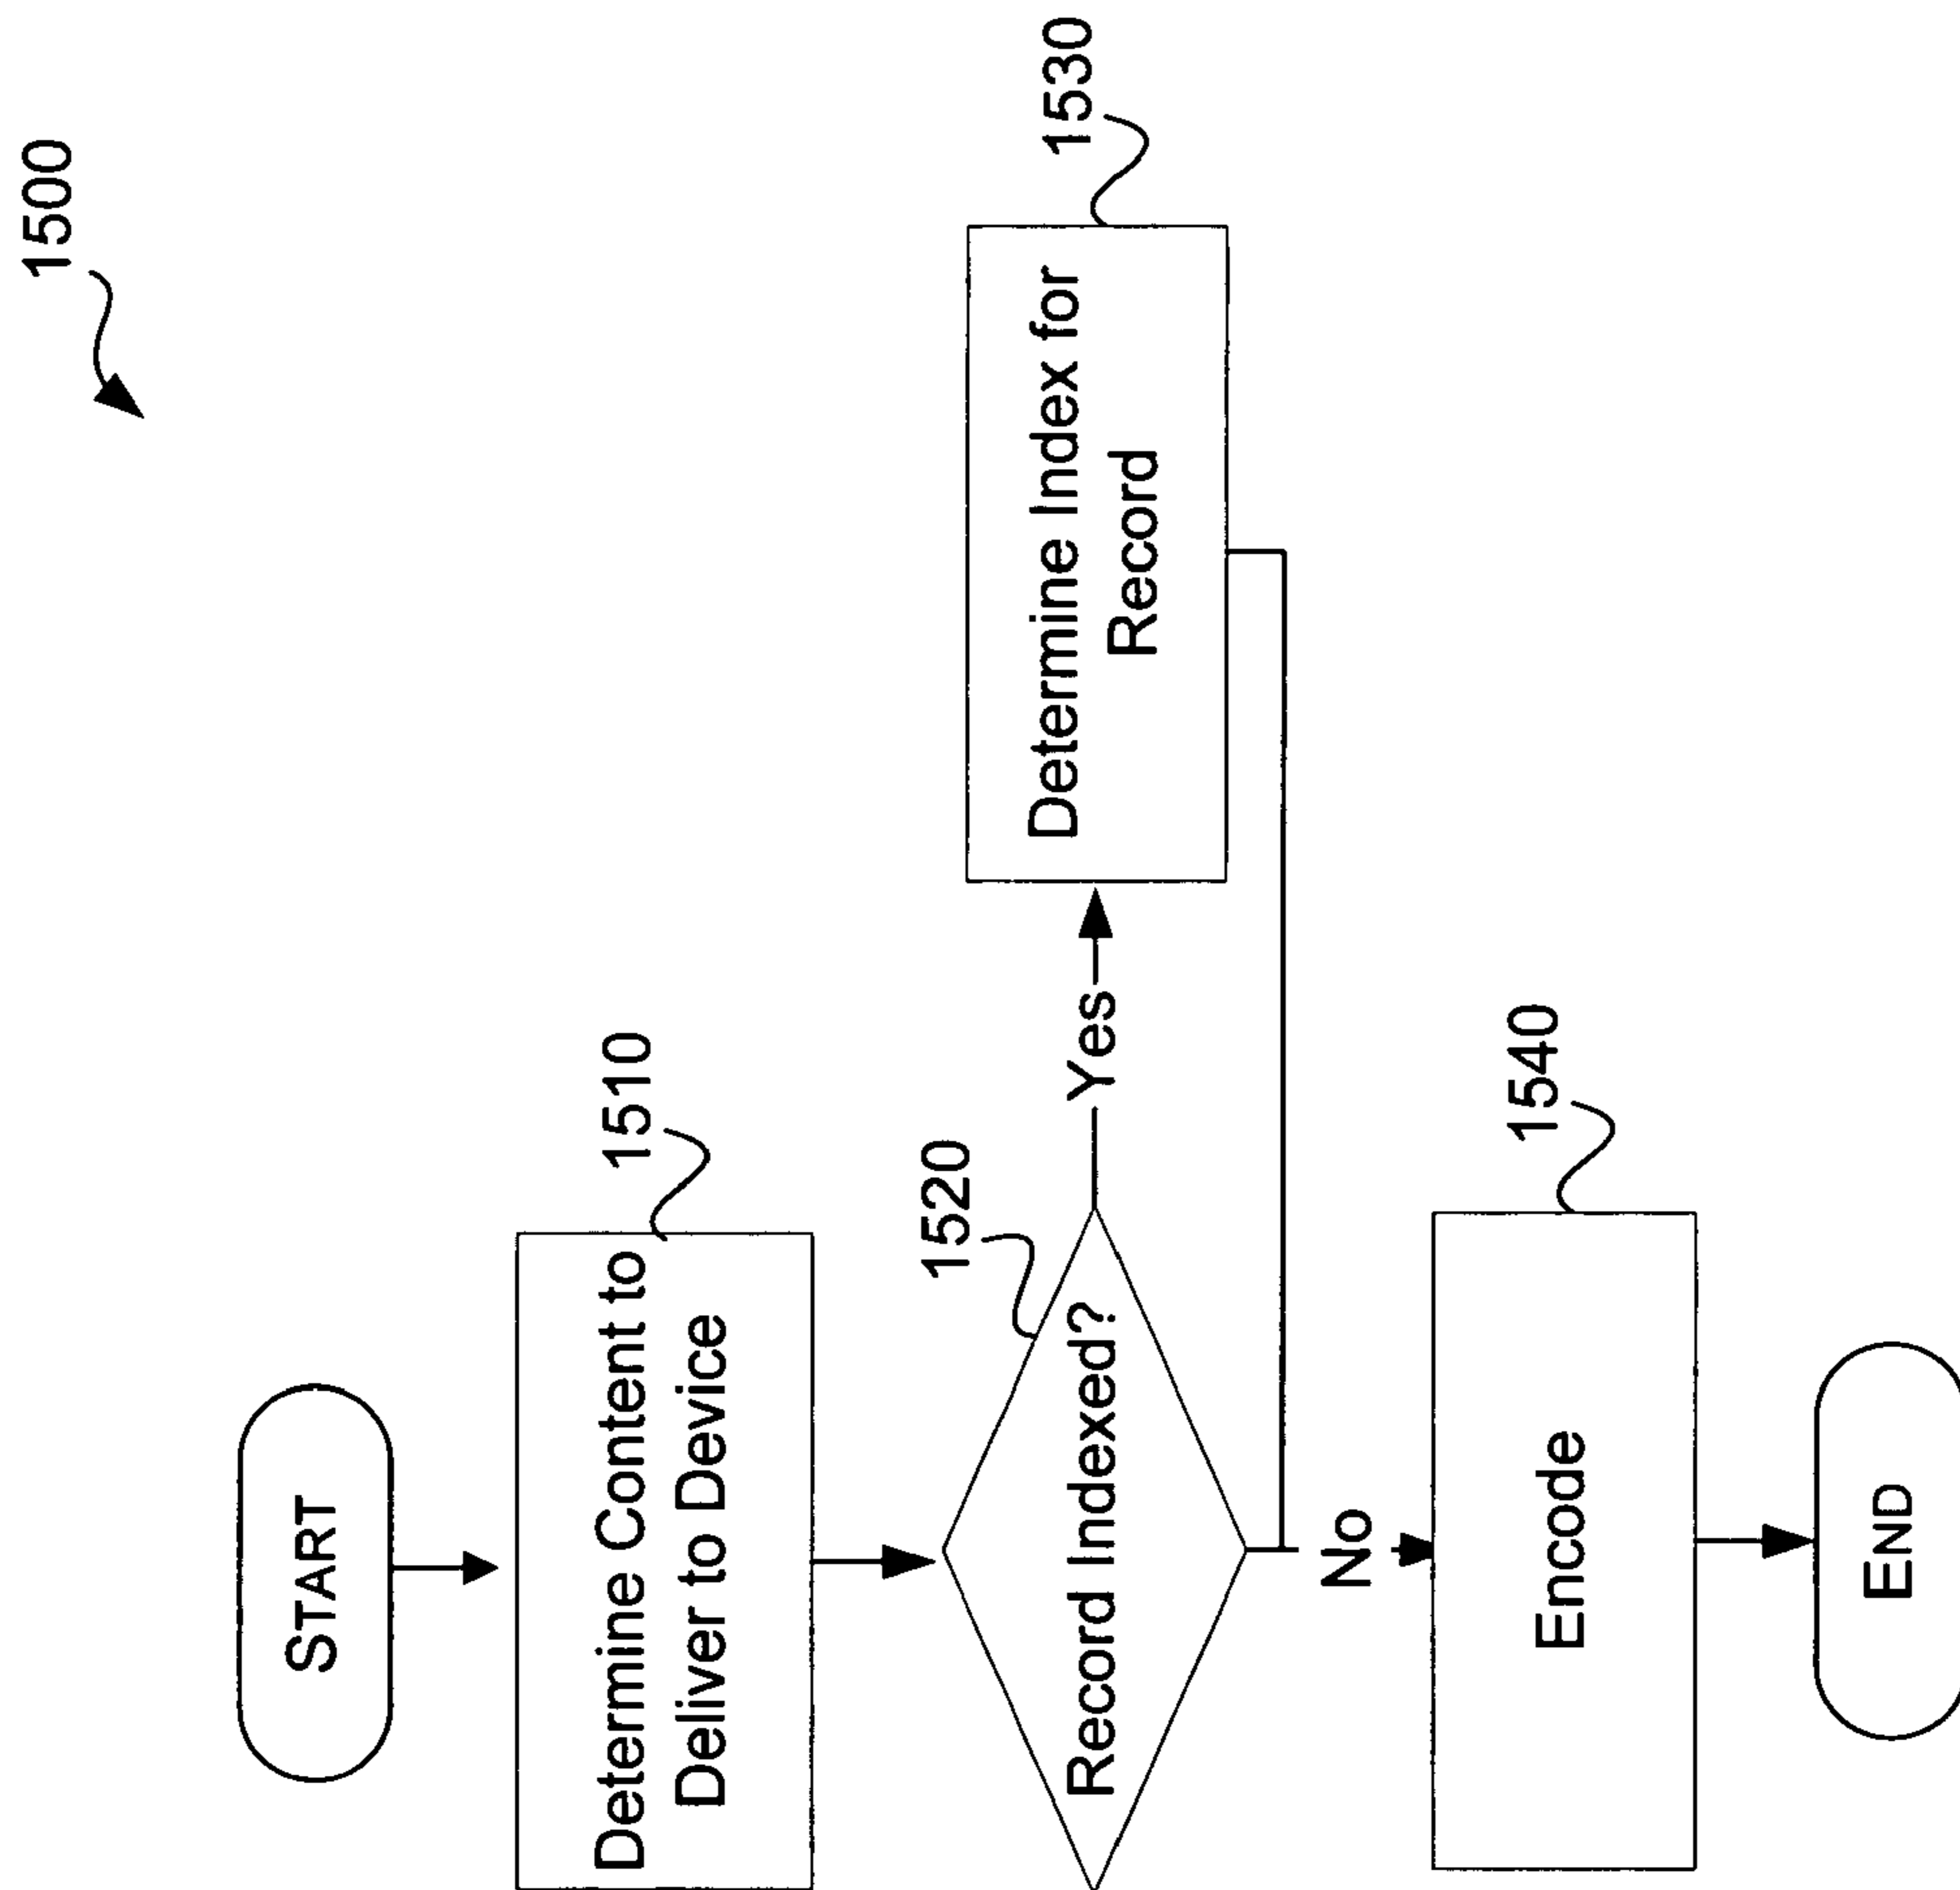 1500
START
Determine Content to
Deliver to Device
1510
Record Indexed?
1520
Yes
Determine Index for
Record
1530
No
Encode
1540
END